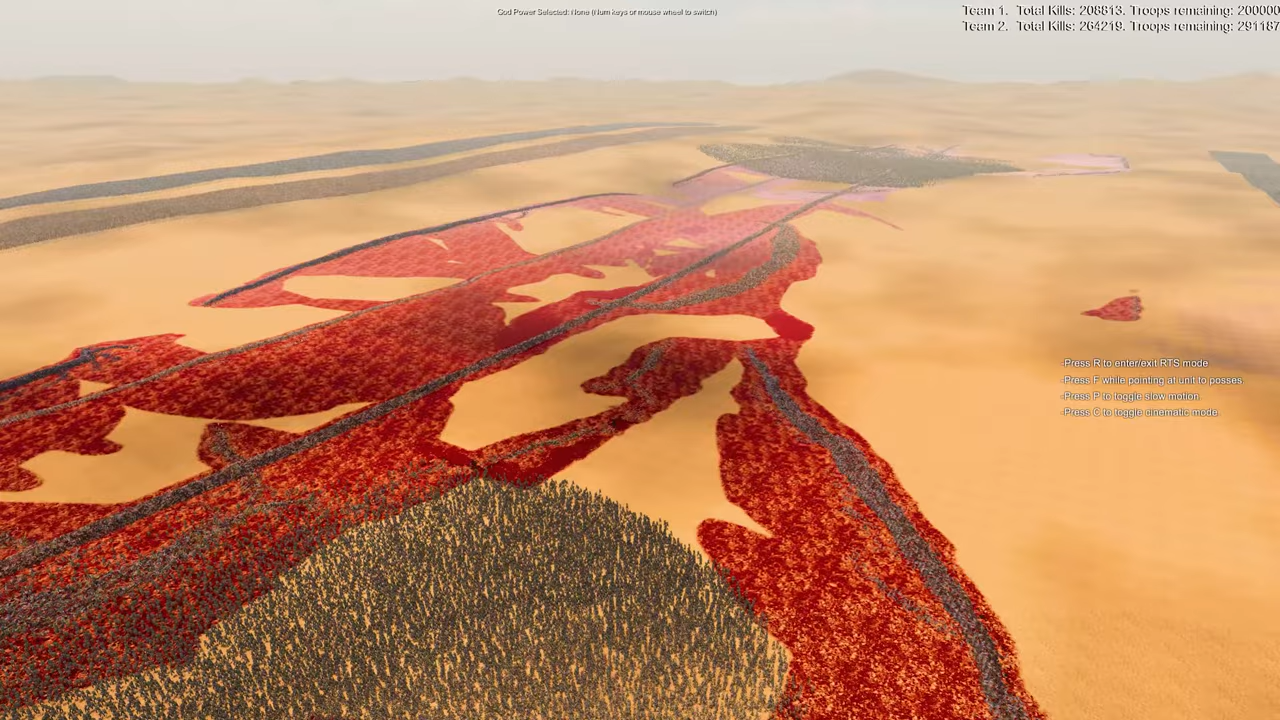 God Power Selected: None (Num keys or mouse wheel to switch)
Team 1.  Total Kills: 208813. Troops remaining: 200000
Team 2.  Total Kills: 264219. Troops remaining: 291187
-Press R to enter/exit RTS mode
-Press F while pointing at unit to posses.
-Press P to toggle slow motion.
-Press C to toggle cinematic mode.